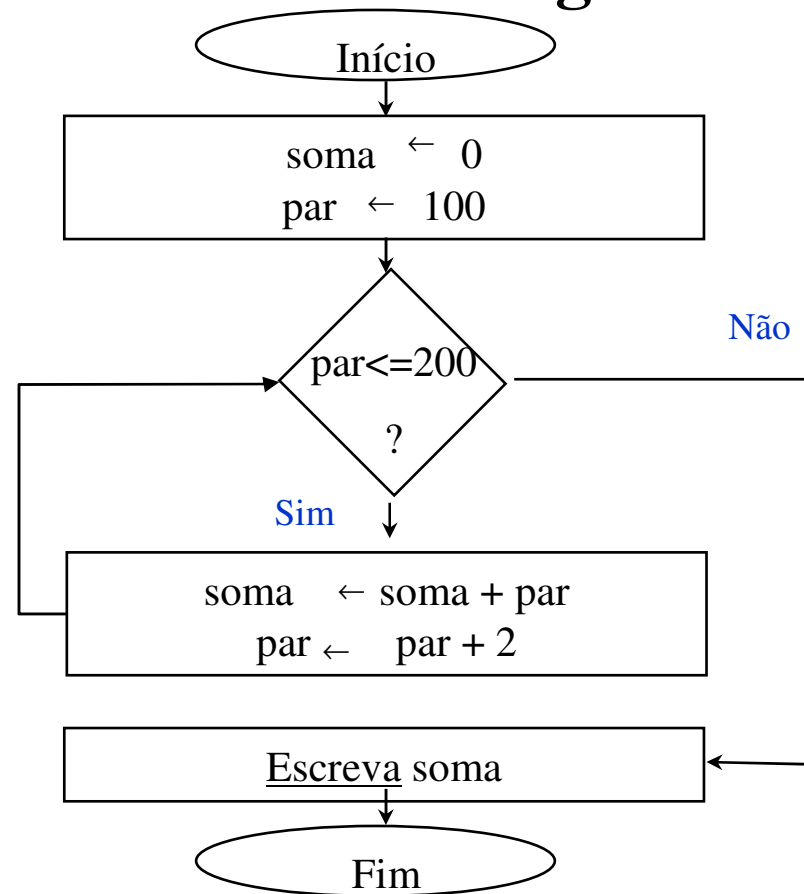 Início
soma ← 0
par ← 100
Não
par<=200
?
Sim
soma ← soma + par
par ← par + 2
Escreva soma
Fim